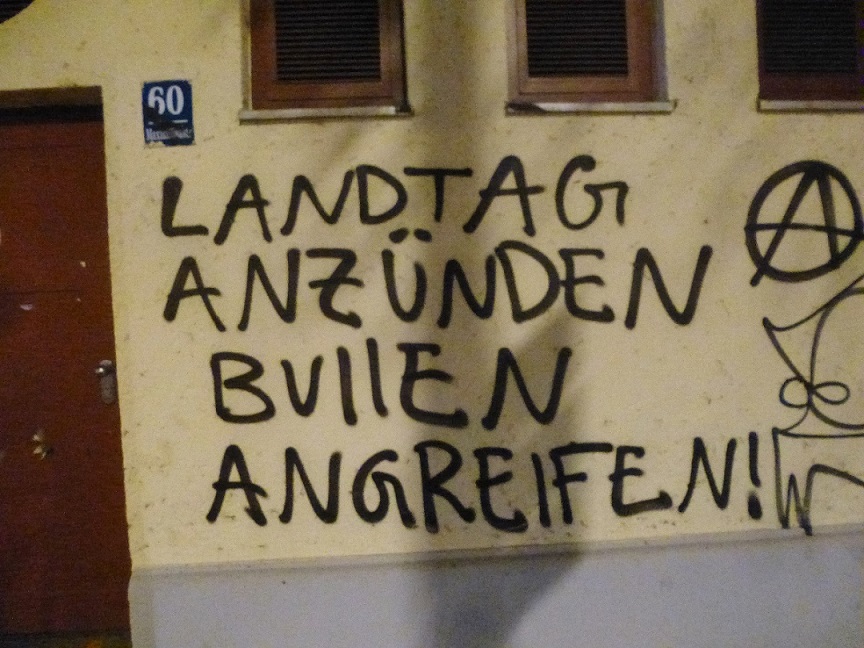 60
LANDTAG
ANZÜNDEN
BUllEN
ANGREIFEN!